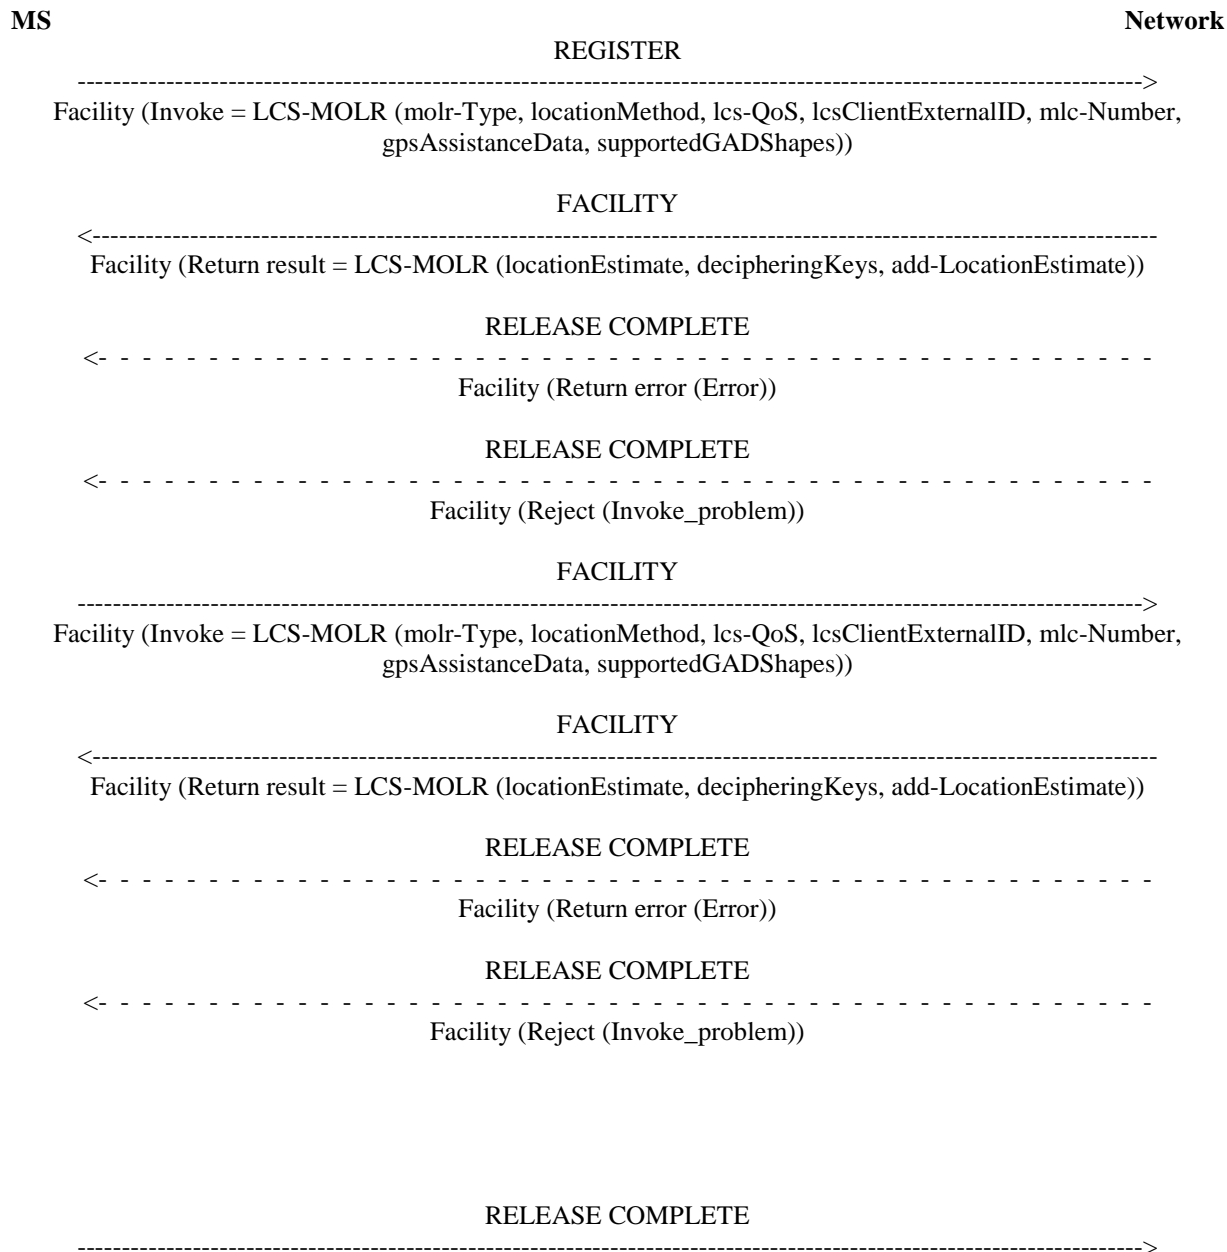 MS Network
REGISTER
------------------------------------------------------------------------------------------------------------------------>
Facility (Invoke = LCS-MOLR (molr-Type, locationMethod, lcs-QoS, lcsClientExternalID, mlc-Number,
gpsAssistanceData, supportedGADShapes))
FACILITY
<------------------------------------------------------------------------------------------------------------------------
Facility (Return result = LCS-MOLR (locationEstimate, decipheringKeys, add-LocationEstimate))
RELEASE COMPLETE
<- - - - - - - - - - - - - - - - - - - - - - - - - - - - - - - - - - - - - - - - - - - - - - - - - - - - - - - - - -
Facility (Return error (Error))
RELEASE COMPLETE
<- - - - - - - - - - - - - - - - - - - - - - - - - - - - - - - - - - - - - - - - - - - - - - - - - - - - - - - - - -
Facility (Reject (Invoke_problem))
FACILITY
------------------------------------------------------------------------------------------------------------------------>
Facility (Invoke = LCS-MOLR (molr-Type, locationMethod, lcs-QoS, lcsClientExternalID, mlc-Number,
gpsAssistanceData, supportedGADShapes))
FACILITY
<------------------------------------------------------------------------------------------------------------------------
Facility (Return result = LCS-MOLR (locationEstimate, decipheringKeys, add-LocationEstimate))
RELEASE COMPLETE
<- - - - - - - - - - - - - - - - - - - - - - - - - - - - - - - - - - - - - - - - - - - - - - - - - - - - - - - - - -
Facility (Return error (Error))
RELEASE COMPLETE
<- - - - - - - - - - - - - - - - - - - - - - - - - - - - - - - - - - - - - - - - - - - - - - - - - - - - - - - - - -
Facility (Reject (Invoke_problem))
RELEASE COMPLETE
------------------------------------------------------------------------------------------------------------------------>